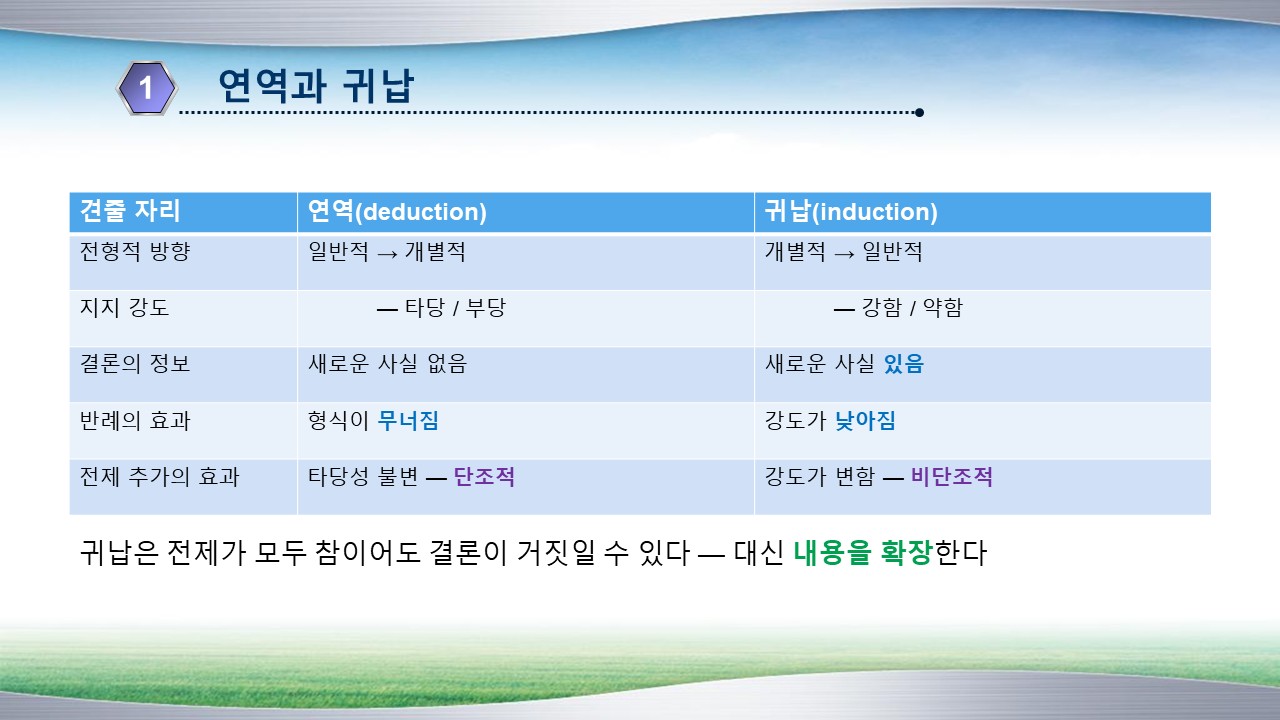 1
연역과 귀납
견줄 자리 연역(deduction) 귀납(induction)
전형적 방향 일반적 → 개별적 개별적 → 일반적
지지 강도 — 타당 / 부당 — 강함 / 약함
결론의 정보 새로운 사실 없음 새로운 사실 있음
반례의 효과 형식이 무너짐 강도가 낮아짐
전제 추가의 효과 타당성 불변 — 단조적 강도가 변함 — 비단조적
귀납은 전제가 모두 참이어도 결론이 거짓일 수 있다 — 대신 내용을 확장한다